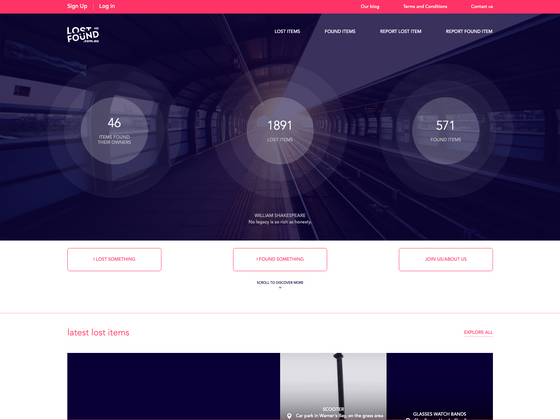 Sign Up | Log In
Our blog
Terms and Conditions
Contact us
LOST
FOUND
.com.au
LOST ITEMS
FOUND ITEMS
REPORT LOST ITEM
REPORT FOUND ITEM
46
ITEMS FOUND
THEIR OWNERS
1891
LOST ITEMS
571
FOUND ITEMS
WILLIAM SHAKESPEARE
No legacy is so rich as honesty.
I LOST SOMETHING
I FOUND SOMETHING
JOIN US/ABOUT US
SCROLL TO DISCOVER MORE
latest lost items
EXPLORE ALL
SCOOTER
Car park in Warner's Bay, on the grass area
GLASSES WATCH BANDS